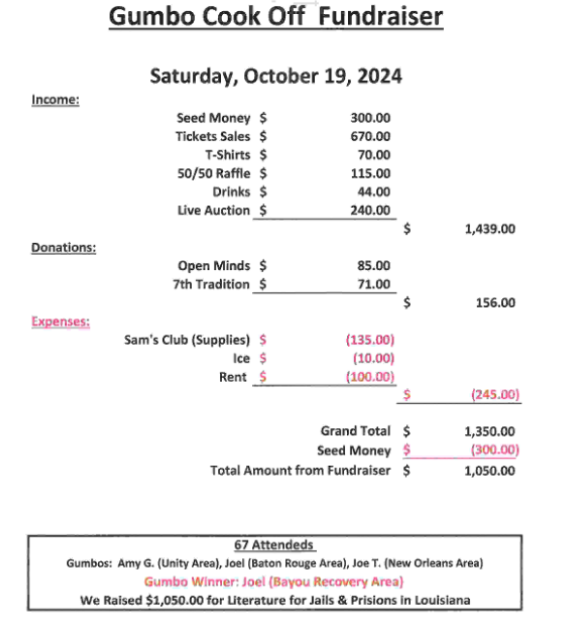 Gumbo Cook Off Fundraiser
Saturday, October 19, 2024
Income:
Seed Money $ 300.00
Tickets Sales $ 670.00
T-Shirts $ 70.00
50/50 Raffle $ 115.00
Drinks $ 44.00
Live Auction $ 240.00
$ 1,439.00
Donations:
Open Minds $ 85.00
7th Tradition $ 71.00
$ 156.00
Expenses:
Sam's Club (Supplies) $ (135.00)
Ice $ (10.00)
Rent $ (100.00)
$ (245.00)
Grand Total $ 1,350.00
Seed Money $ (300.00)
Total Amount from Fundraiser $ 1,050.00
67 Attendeds
Gumbos: Amy G. (Unity Area), Joel (Baton Rouge Area), Joe T. (New Orleans Area)
Gumbo Winner: Joel (Bayou Recovery Area)
We Raised $1,050.00 for Literature for Jails & Prisions in Louisiana